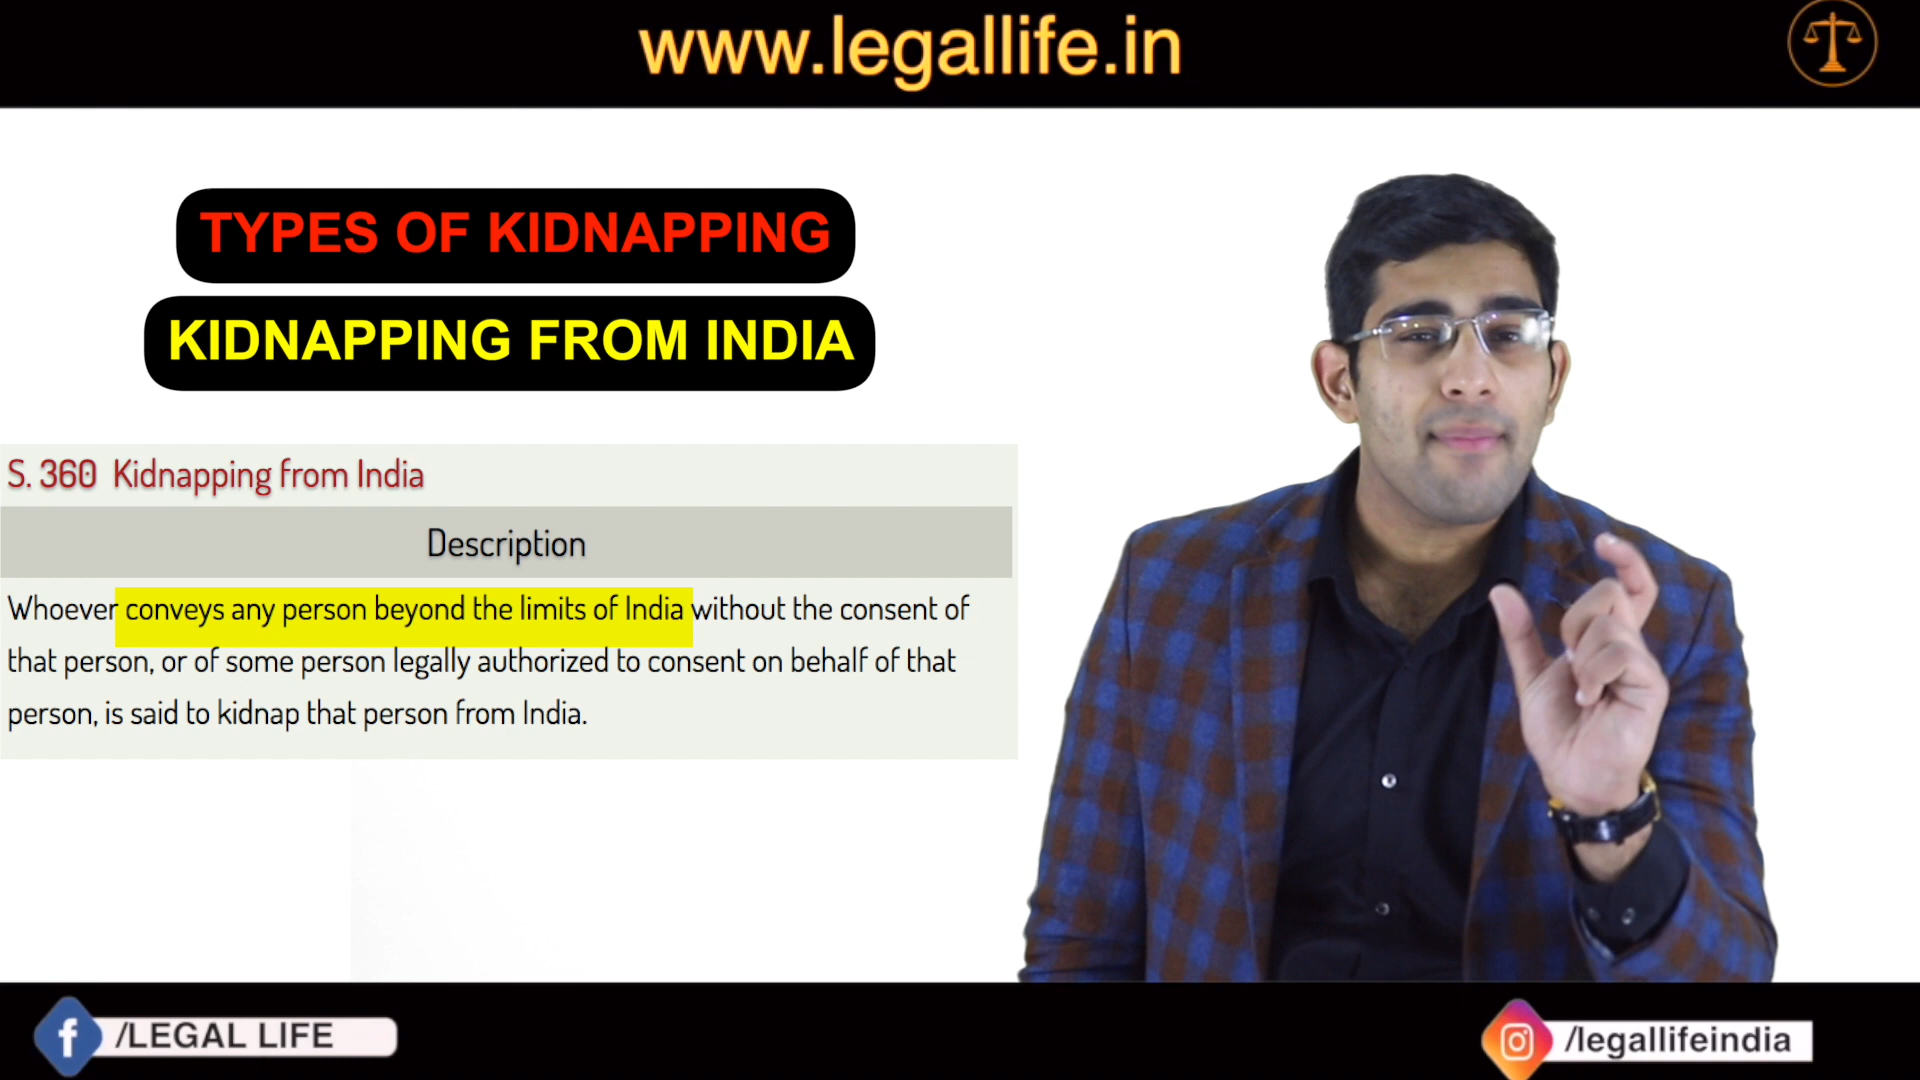 www.legallife.in
TYPES OF KIDNAPPING
KIDNAPPING FROM INDIA
S. 360 Kidnapping from India
Description
Whoever conveys any person beyond the limits of India without the consent of
that person, or of some person legally authorized to consent on behalf of that
person, is said to kidnap that person from India.
f /LEGAL LIFE
/legallifeindia